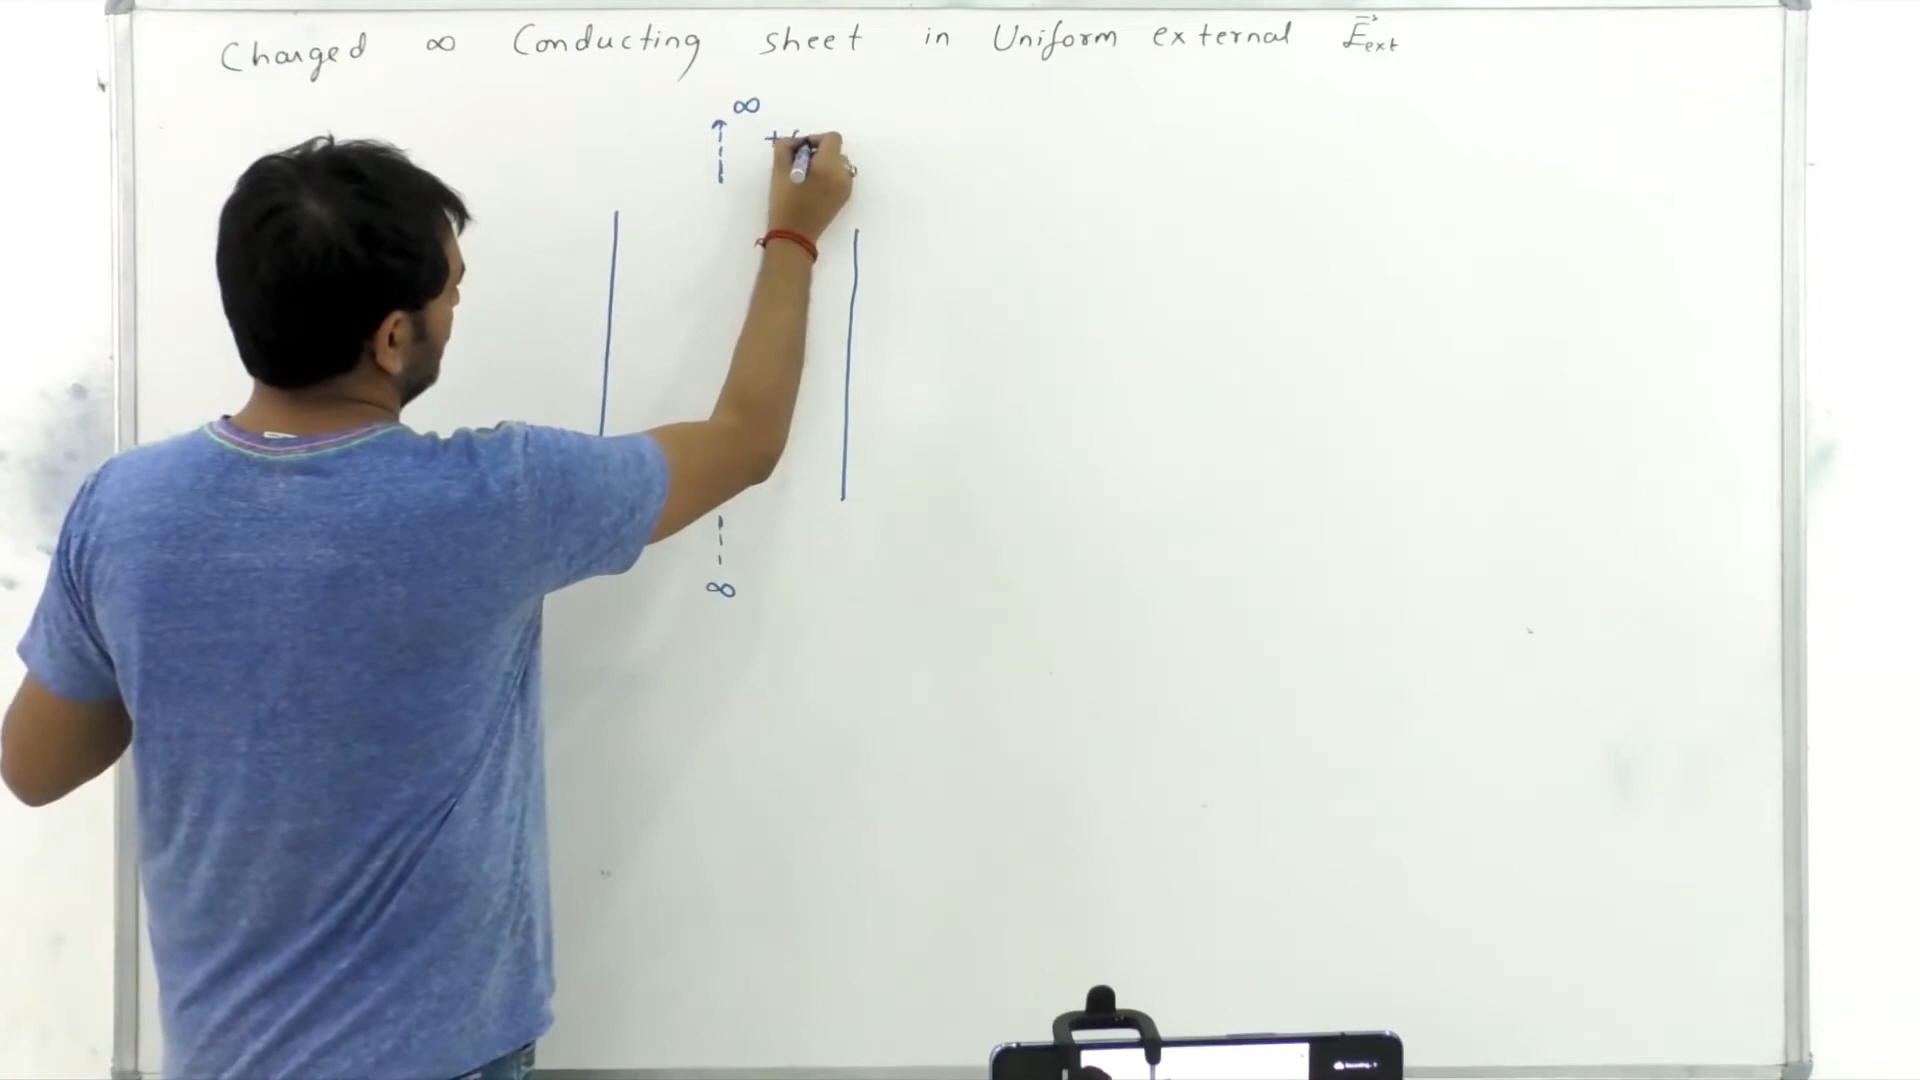 Charged ∞ Conducting sheet in Uniform external E⃗ext
∞
+
∞